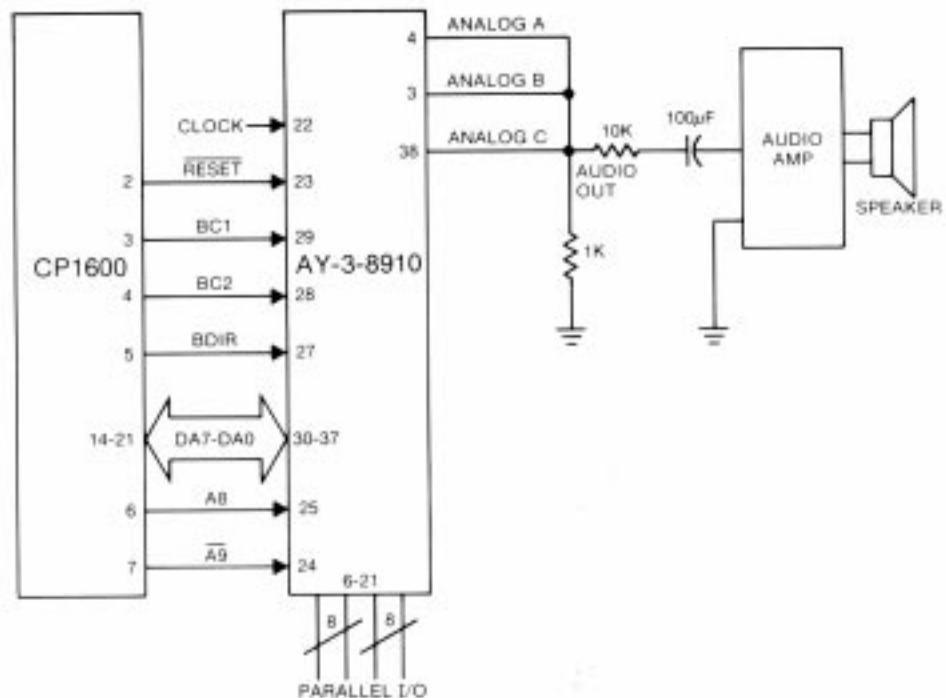 4 ANALOG A
3 ANALOG B
38 ANALOG C
10K
100µF
AUDIO OUT
1K
AUDIO AMP
SPEAKER
CLOCK 22
2 RESET 23
3 BC1 29
CP1600
AY-3-8910
4 BC2 28
5 BDIR 27
14-21 DA7-DA0 30-37
6 A8 25
7 A9 24
6-21
8 8
PARALLEL I/O